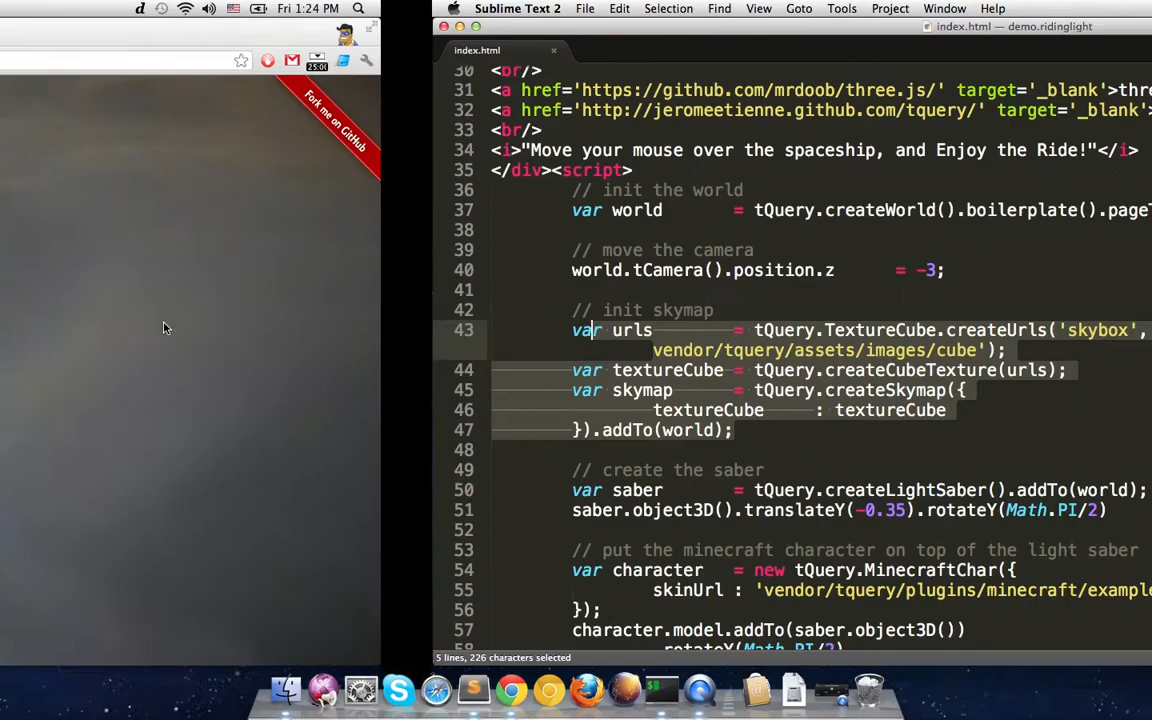 Fri 1:24 PM
25:00
Fork me on GitHub
Sublime Text 2 File Edit Selection Find View Goto Tools Project Window Help
index.html — demo.ridinglight
index.html
30 <br/>
31 <a href='https://github.com/mrdoob/three.js/' target='_blank'>thre
32 <a href='http://jeromeetienne.github.com/tquery/' target='_blank'>
33 <br/>
34 <i>"Move your mouse over the spaceship, and Enjoy the Ride!"</i>
35 </div><script>
36 // init the world
37 var world = tQuery.createWorld().boilerplate().pageT
38
39 // move the camera
40 world.tCamera().position.z = -3;
41
42 // init skymap
43 var urls = tQuery.TextureCube.createUrls('skybox',
vendor/tquery/assets/images/cube');
44 var textureCube = tQuery.createCubeTexture(urls);
45 var skymap = tQuery.createSkymap({
46 textureCube : textureCube
47 }).addTo(world);
48
49 // create the saber
50 var saber = tQuery.createLightSaber().addTo(world);
51 saber.object3D().translateY(-0.35).rotateY(Math.PI/2)
52
53 // put the minecraft character on top of the light saber
54 var character = new tQuery.MinecraftChar({
55 skinUrl : 'vendor/tquery/plugins/minecraft/example
56 });
57 character.model.addTo(saber.object3D())
58 .rotateY(Math.PI/2)
5 lines, 226 characters selected